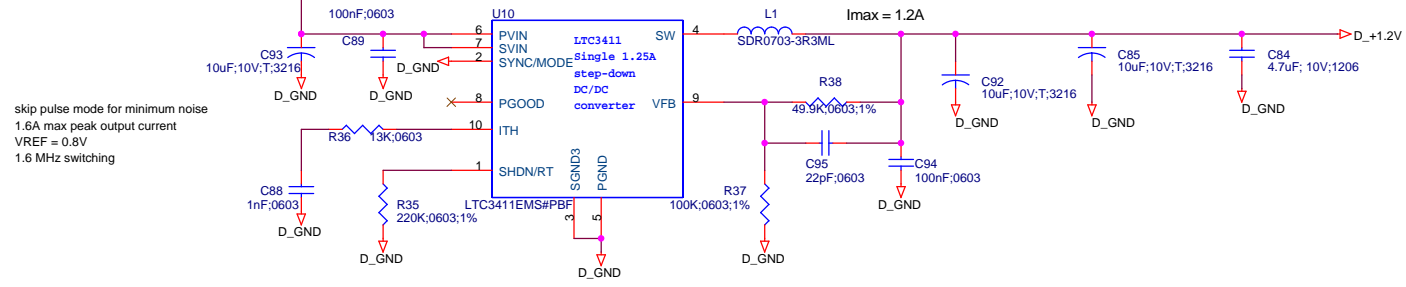 100nF;0603
C89
C93
10uF;10V;T;3216
D_GND
D_GND
D_GND
U10
6
PVIN
7
SVIN
2
SYNC/MODE
8
PGOOD
10
ITH
1
SHDN/RT
LTC3411
Single 1.25A
step-down
DC/DC
converter
SW
4
VFB
9
SGND3
PGND
3
5
LTC3411EMS#PBF
D_GND
L1
SDR0703-3R3ML
Imax = 1.2A
D_+1.2V
C92
10uF;10V;T;3216
D_GND
C85
10uF;10V;T;3216
D_GND
C84
4.7uF; 10V;1206
D_GND
R38
49.9K;0603;1%
C95
22pF;0603
C94
100nF;0603
D_GND
R37
100K;0603;1%
D_GND
skip pulse mode for minimum noise
1.6A max peak output current
VREF = 0.8V
1.6 MHz switching
R36
13K;0603
C88
1nF;0603
D_GND
R35
220K;0603;1%
D_GND